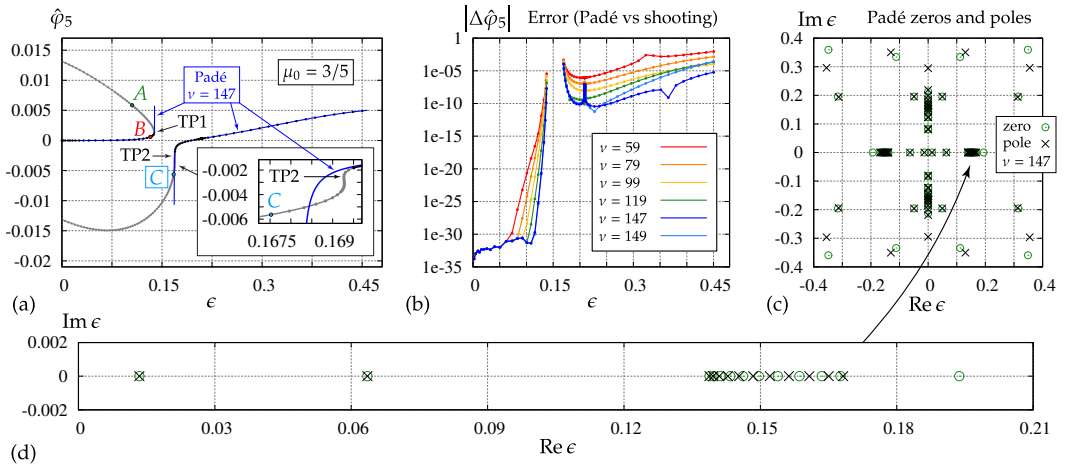 φ̂₅
0.015
0.01
0.005
0
-0.005
-0.01
-0.015
-0.02
0
0.15
0.3
0.45
ϵ
(a)
μ₀ = 3/5
Padé
ν = 147
A
B
TP1
TP2
C
TP2
C
-0.002
-0.004
-0.006
0.1675
0.169
|Δφ̂₅|
Error (Padé vs shooting)
1
1e-05
1e-10
1e-15
1e-20
1e-25
1e-30
1e-35
0
0.15
0.30
0.45
ϵ
(b)
ν = 59
ν = 79
ν = 99
ν = 119
ν = 147
ν = 149
Im ϵ
Padé zeros and poles
0.4
0.3
0.2
0.1
0
-0.1
-0.2
-0.3
-0.4
-0.4
-0.2
0
0.2
0.4
Re ϵ
(c)
zero
pole
ν = 147
Im ϵ
0.002
0
-0.002
0
0.03
0.06
0.09
0.12
0.15
0.18
0.21
Re ϵ
(d)